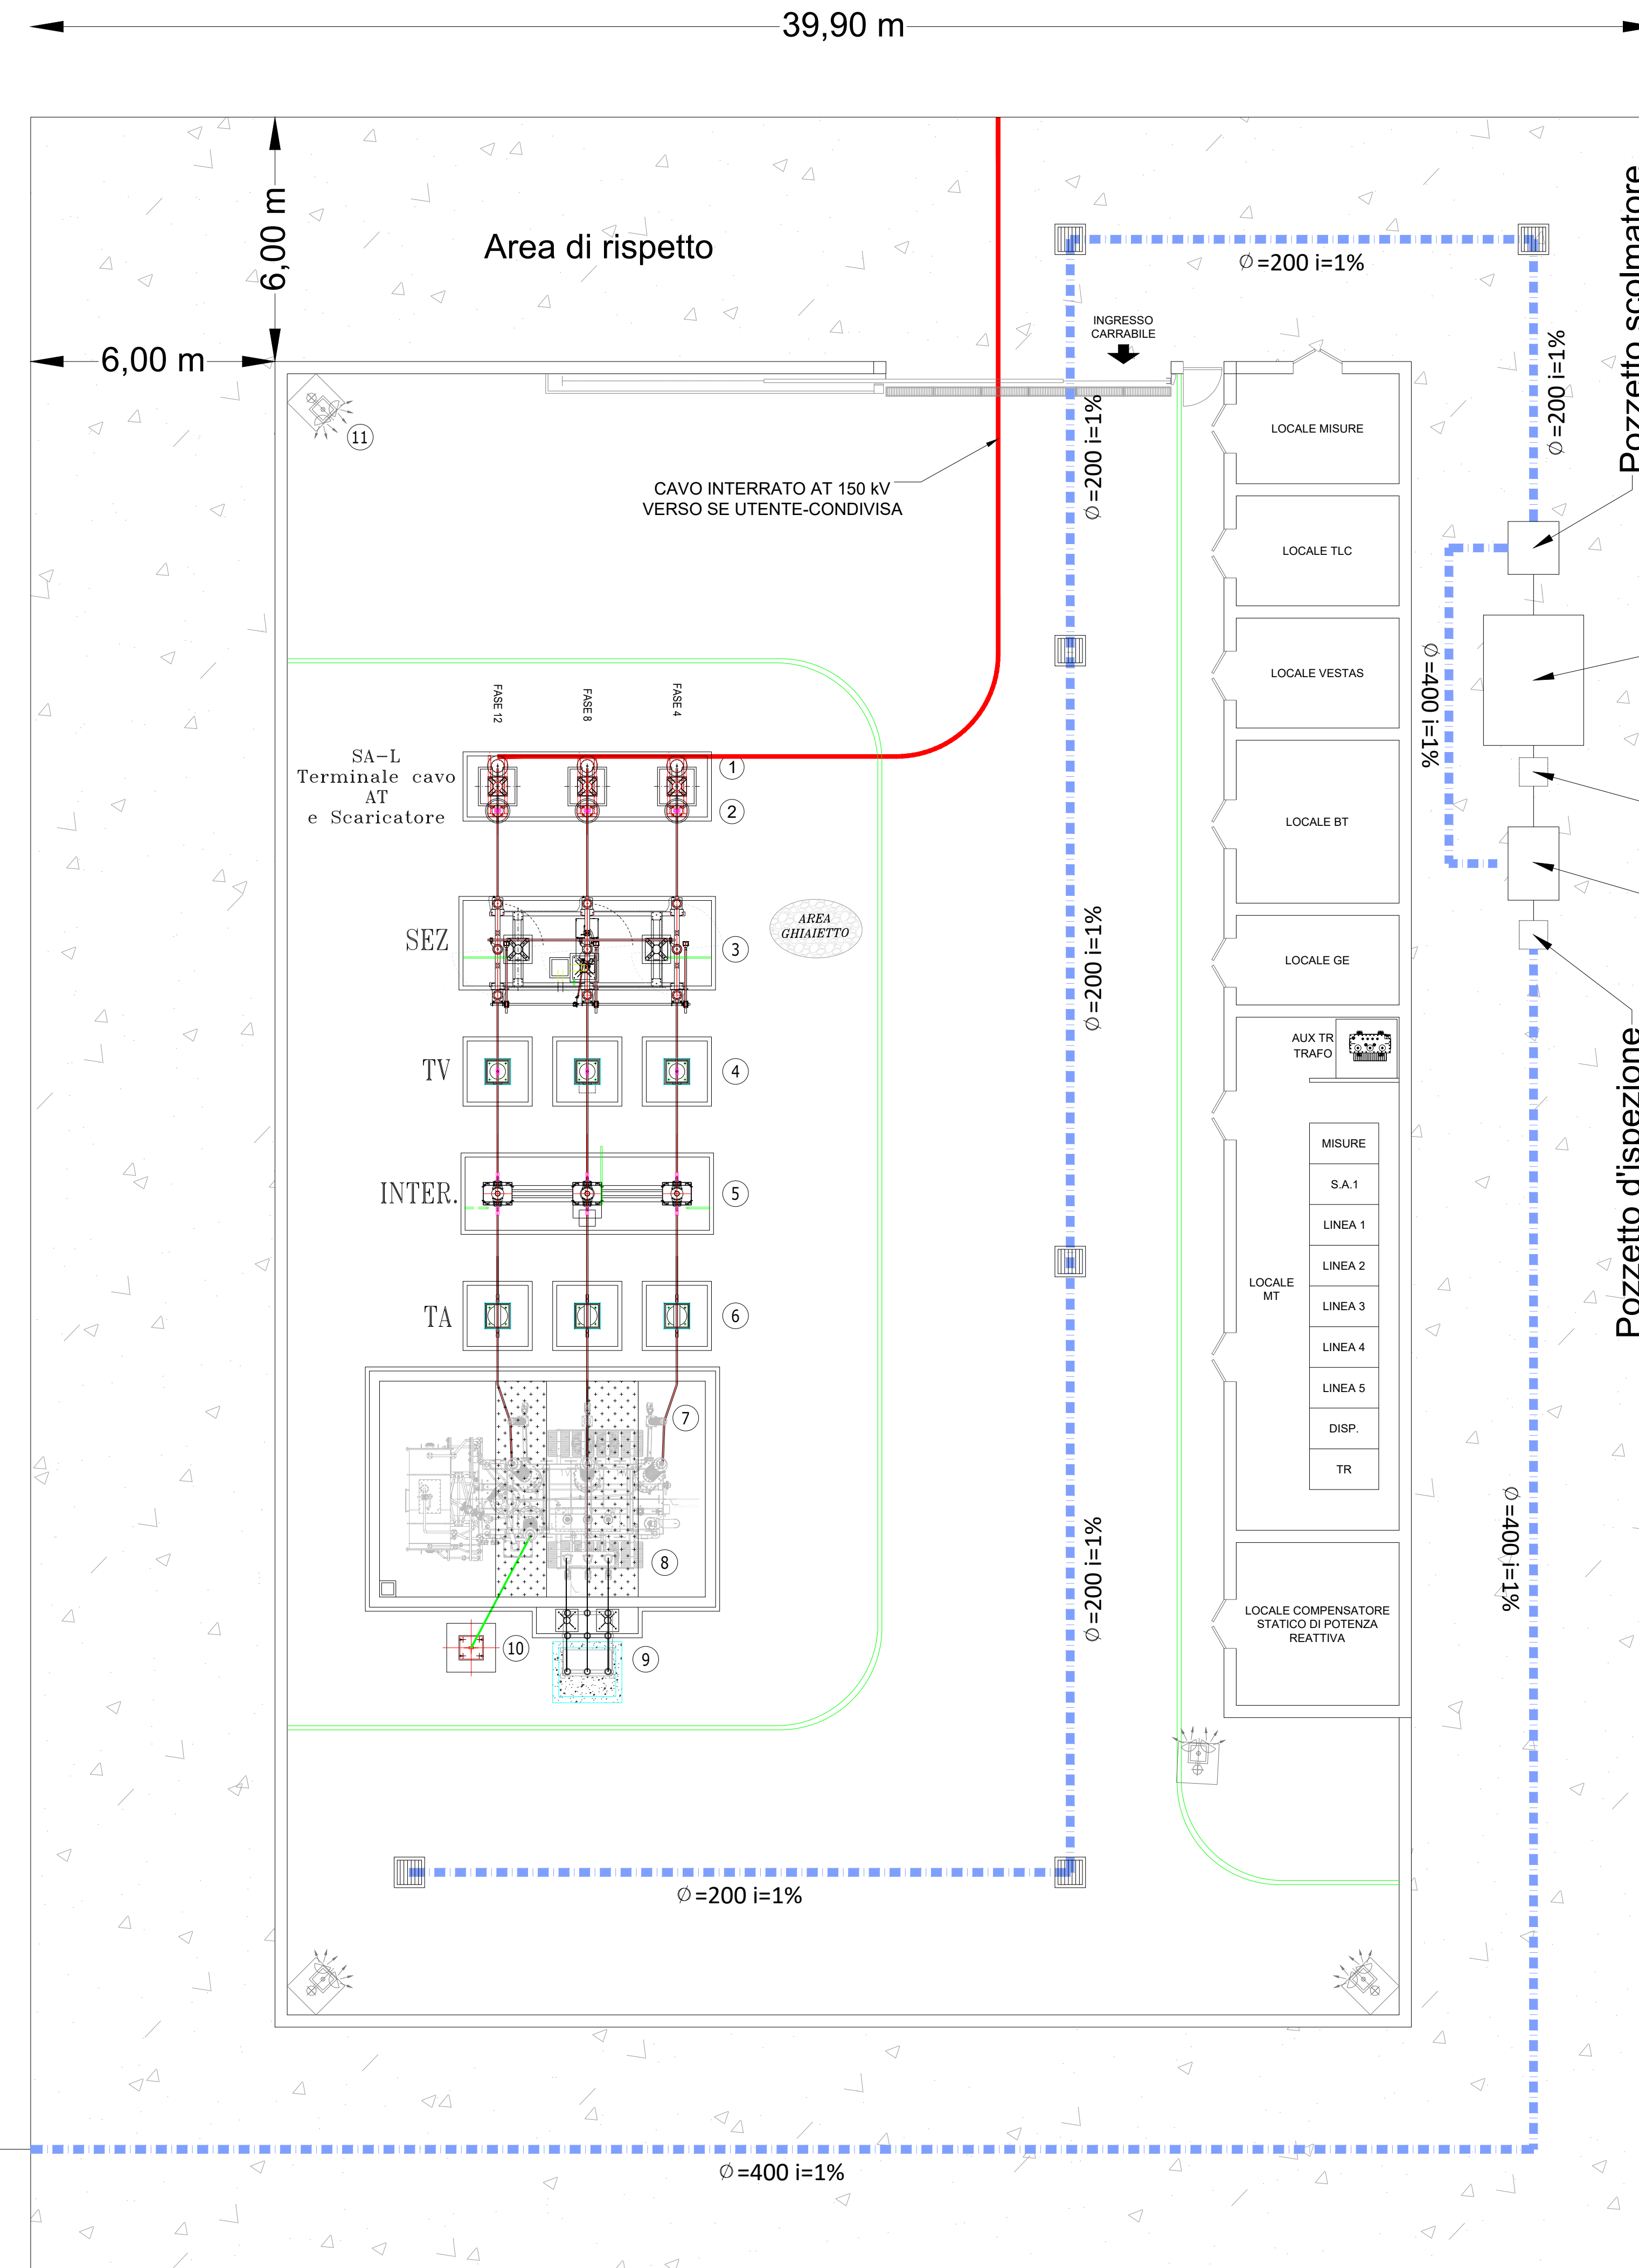 39,90 m
6,00 m
Area di rispetto
6,00 m
Ø=200 i=1%
Pozzetto scolmatore
INGRESSO
CARRABILE
Ø=200 i=1%
Ø=200 i=1%
11
LOCALE MISURE
CAVO INTERRATO AT 150 kV
VERSO SE UTENTE-CONDIVISA
LOCALE TLC
LOCALE VESTAS
Ø=400 i=1%
FASE 12
FASE 8
FASE 4
SA-L
Terminale cavo
AT
e Scaricatore
1
2
LOCALE BT
SEZ
3
AREA
GHIAIETTO
Ø=200 i=1%
LOCALE GE
TV
4
AUX TR
TRAFO
Pozzetto d'ispezione
INTER.
5
MISURE
S.A.1
LINEA 1
LINEA 2
LINEA 3
LINEA 4
LINEA 5
DISP.
TR
LOCALE
MT
TA
6
7
8
Ø=200 i=1%
Ø=400 i=1%
LOCALE COMPENSATORE
STATICO DI POTENZA
REATTIVA
10
9
Ø=200 i=1%
Ø=400 i=1%